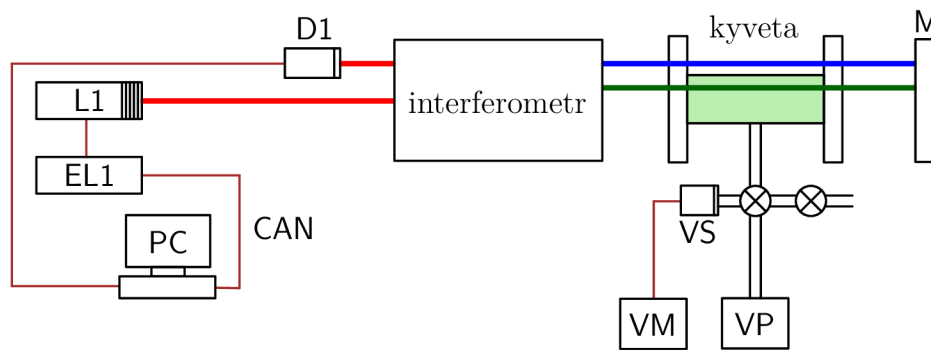 D1
kyveta
M
L1
interferometr
EL1
CAN
PC
VS
VM
VP